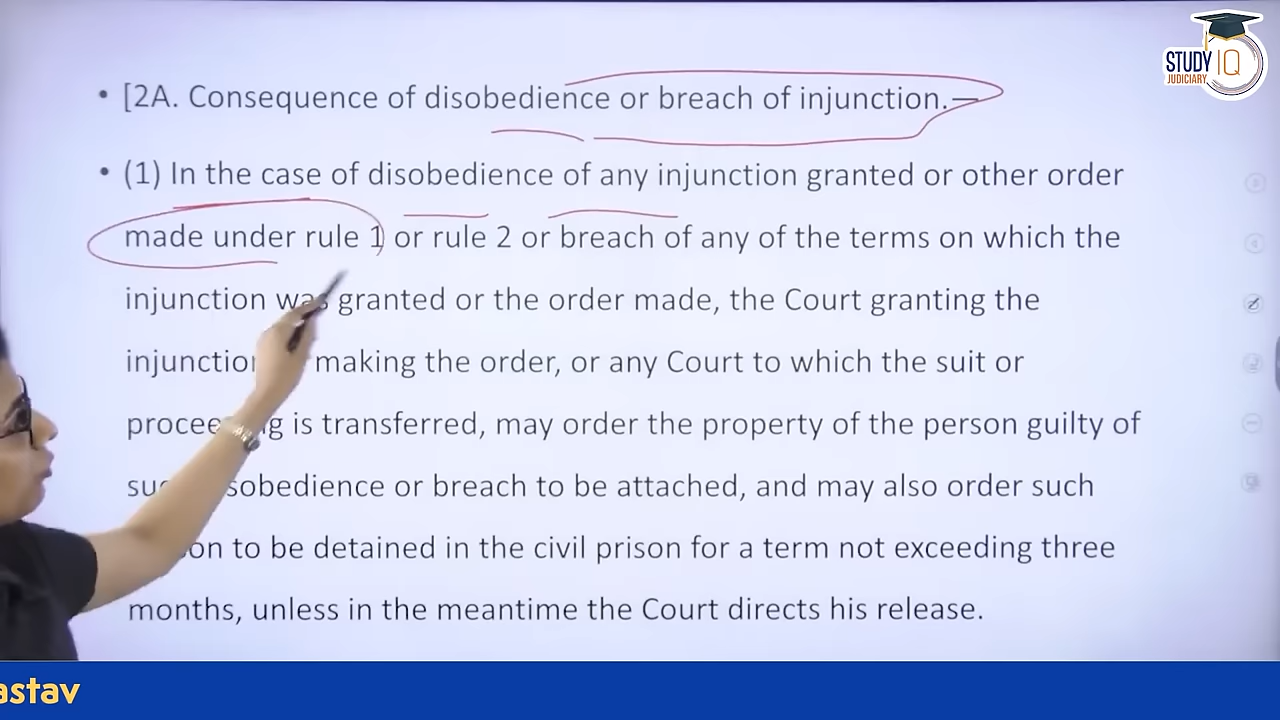 STUDY IQ
JUDICIARY
• [2A. Consequence of disobedience or breach of injunction.—
• (1) In the case of disobedience of any injunction granted or other order
made under rule 1 or rule 2 or breach of any of the terms on which the
injunction was granted or the order made, the Court granting the
injunction making the order, or any Court to which the suit or
proceeding is transferred, may order the property of the person guilty of
disobedience or breach to be attached, and may also order such
to be detained in the civil prison for a term not exceeding three
months, unless in the meantime the Court directs his release.
astav